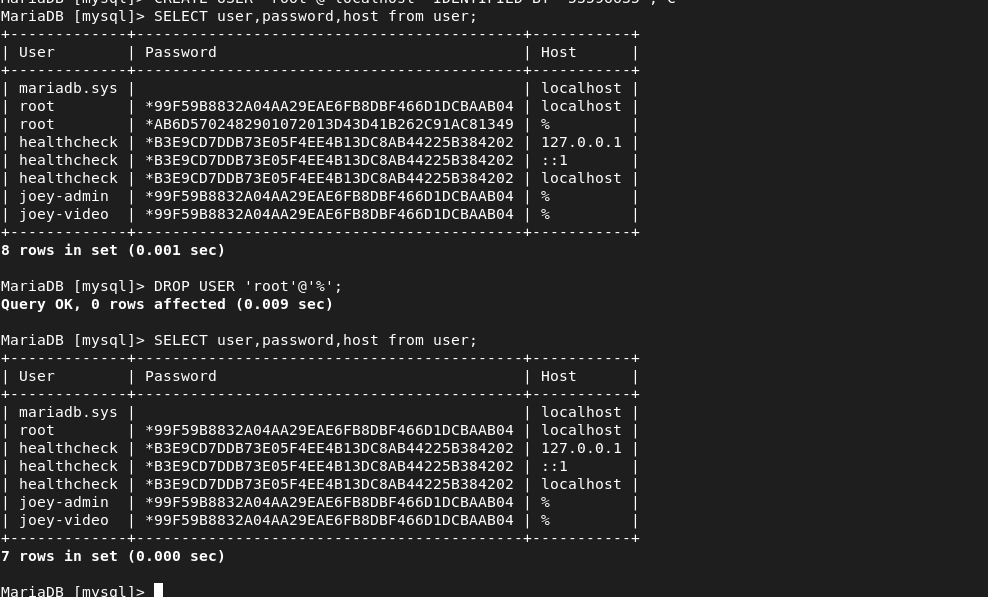 MariaDB [mysql]> SELECT user,password,host from user;
+-------------+-------------------------------------------+-----------+
| User        | Password                                  | Host      |
+-------------+-------------------------------------------+-----------+
| mariadb.sys |                                           | localhost |
| root        | *99F59B8832A04AA29EAE6FB8DBF466D1DCBAAB04 | localhost |
| root        | *AB6D5702482901072013D43D41B262C91AC81349 | %         |
| healthcheck | *B3E9CD7DDB73E05F4EE4B13DC8AB44225B384202 | 127.0.0.1 |
| healthcheck | *B3E9CD7DDB73E05F4EE4B13DC8AB44225B384202 | ::1       |
| healthcheck | *B3E9CD7DDB73E05F4EE4B13DC8AB44225B384202 | localhost |
| joey-admin  | *99F59B8832A04AA29EAE6FB8DBF466D1DCBAAB04 | %         |
| joey-video  | *99F59B8832A04AA29EAE6FB8DBF466D1DCBAAB04 | %         |
+-------------+-------------------------------------------+-----------+
8 rows in set (0.001 sec)
MariaDB [mysql]> DROP USER 'root'@'%';
Query OK, 0 rows affected (0.009 sec)
MariaDB [mysql]> SELECT user,password,host from user;
+-------------+-------------------------------------------+-----------+
| User        | Password                                  | Host      |
+-------------+-------------------------------------------+-----------+
| mariadb.sys |                                           | localhost |
| root        | *99F59B8832A04AA29EAE6FB8DBF466D1DCBAAB04 | localhost |
| healthcheck | *B3E9CD7DDB73E05F4EE4B13DC8AB44225B384202 | 127.0.0.1 |
| healthcheck | *B3E9CD7DDB73E05F4EE4B13DC8AB44225B384202 | ::1       |
| healthcheck | *B3E9CD7DDB73E05F4EE4B13DC8AB44225B384202 | localhost |
| joey-admin  | *99F59B8832A04AA29EAE6FB8DBF466D1DCBAAB04 | %         |
| joey-video  | *99F59B8832A04AA29EAE6FB8DBF466D1DCBAAB04 | %         |
+-------------+-------------------------------------------+-----------+
7 rows in set (0.000 sec)
MariaDB [mysql]>